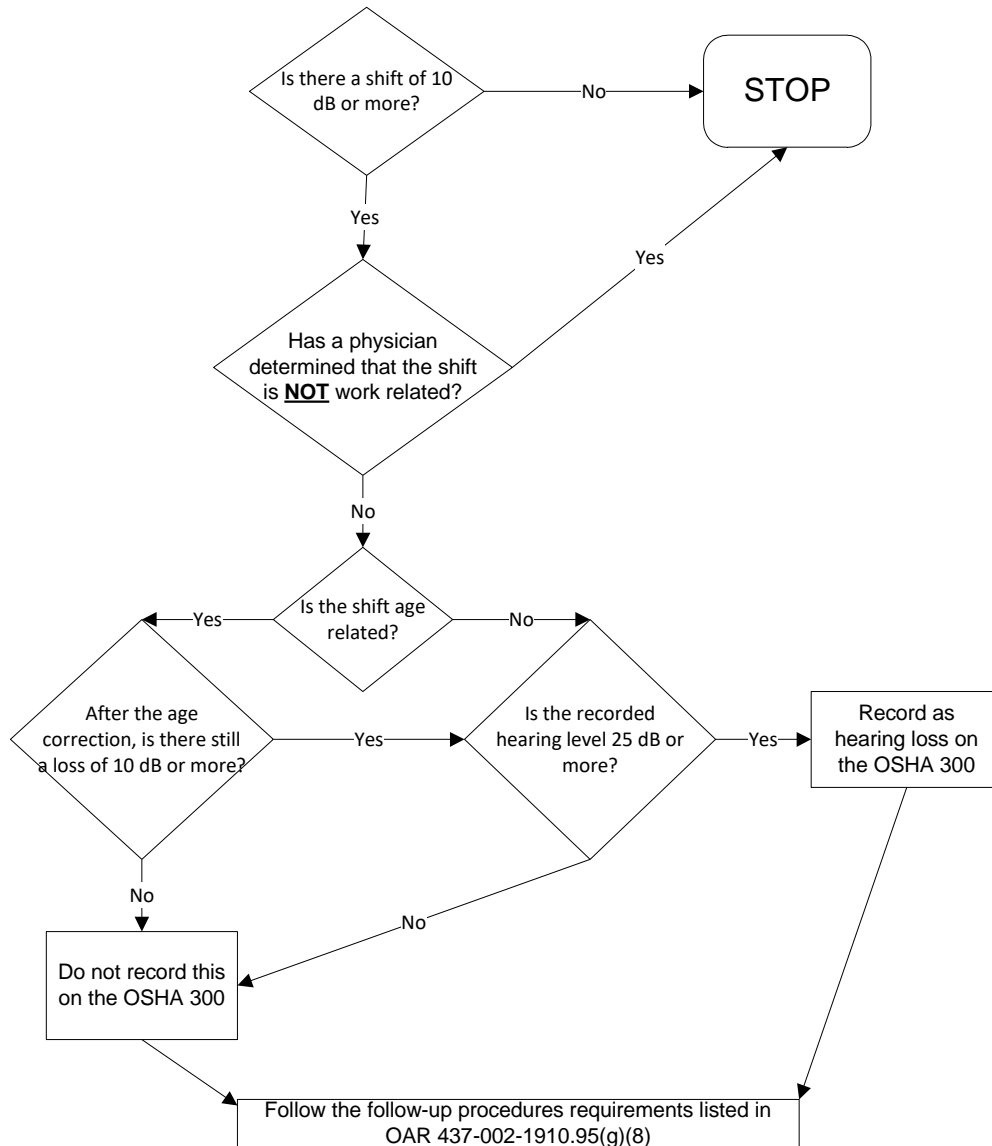 Is there a shift of 10
dB or more?
No
STOP
Yes
Yes
Has a physician
determined that the shift
is NOT work related?
No
Is the shift age
related?
Yes
No
After the age
correction, is there still
a loss of 10 dB or more?
Yes
Is the recorded
hearing level 25 dB or
more?
Yes
Record as
hearing loss on
the OSHA 300
No
No
Do not record this
on the OSHA 300
Follow the follow-up procedures requirements listed in
OAR 437-002-1910.95(g)(8)